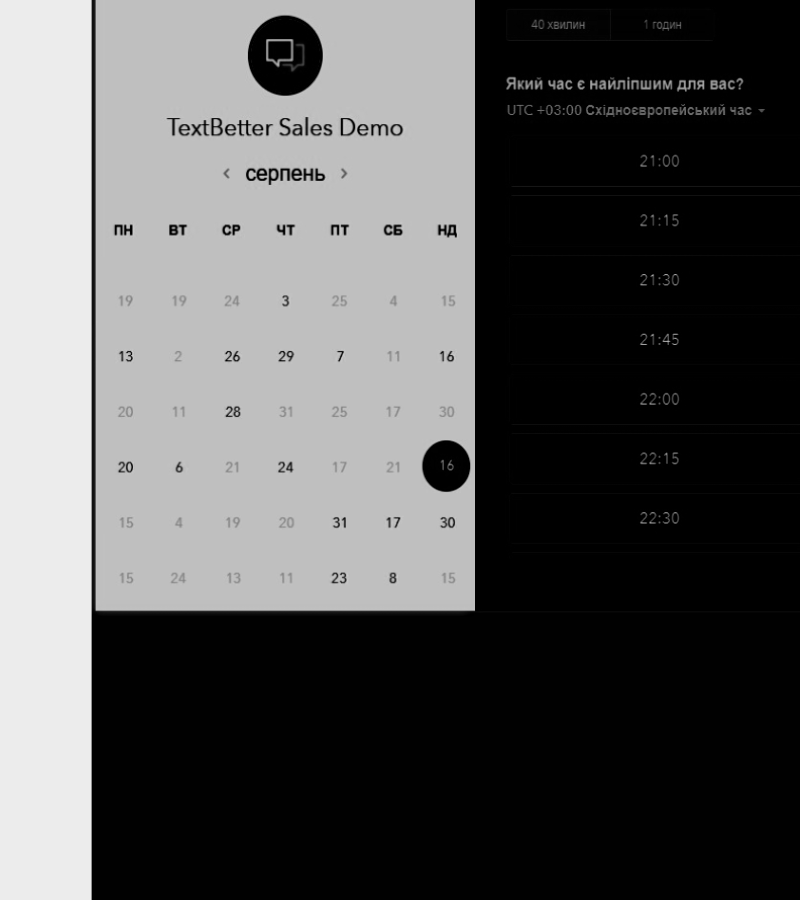 TextBetter Sales Demo
‹ серпень ›
ПН ВТ СР ЧТ ПТ СБ НД
19 19 24 3 25 4 15
13 2 26 29 7 11 16
20 11 28 31 25 17 30
20 6 21 24 17 21 16
15 4 19 20 31 17 30
15 24 13 11 23 8 15
40 хвилин 1 годин
Який час є найліпшим для вас?
UTC +03:00 Східноєвропейський час
21:00
21:15
21:30
21:45
22:00
22:15
22:30